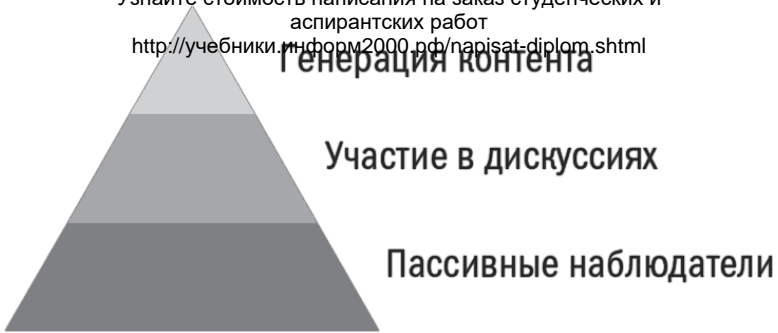 Узнайте стоимость написания на заказ студенческих и
аспирантских работ
http://учебники.информ2000.рф/napisat-diplom.shtml
Генерация контента
Участие в дискуссиях
Пассивные наблюдатели